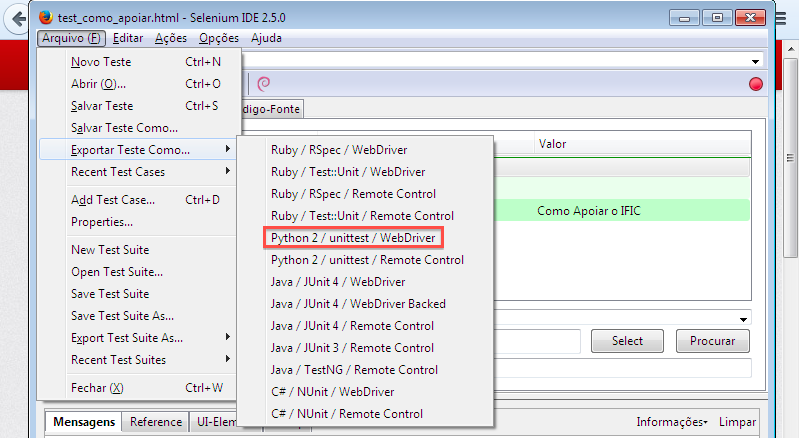 test_como_apoiar.html - Selenium IDE 2.5.0
Arquivo (F) Editar Ações Opções Ajuda
Novo Teste Ctrl+N
Abrir (O)... Ctrl+O
Salvar Teste Ctrl+S
Salvar Teste Como...
Exportar Teste Como...
Recent Test Cases
Add Test Case... Ctrl+D
Properties...
New Test Suite
Open Test Suite...
Save Test Suite
Save Test Suite As...
Export Test Suite As...
Recent Test Suites
Fechar (X) Ctrl+W
Ruby / RSpec / WebDriver
Ruby / Test::Unit / WebDriver
Ruby / RSpec / Remote Control
Ruby / Test::Unit / Remote Control
Python 2 / unittest / WebDriver
Python 2 / unittest / Remote Control
Java / JUnit 4 / WebDriver
Java / JUnit 4 / WebDriver Backed
Java / JUnit 4 / Remote Control
Java / JUnit 3 / Remote Control
Java / TestNG / Remote Control
C# / NUnit / WebDriver
C# / NUnit / Remote Control
digo-Fonte
Valor
Como Apoiar o IFIC
Select Procurar
Mensagens Reference UI-Elem Informações Limpar